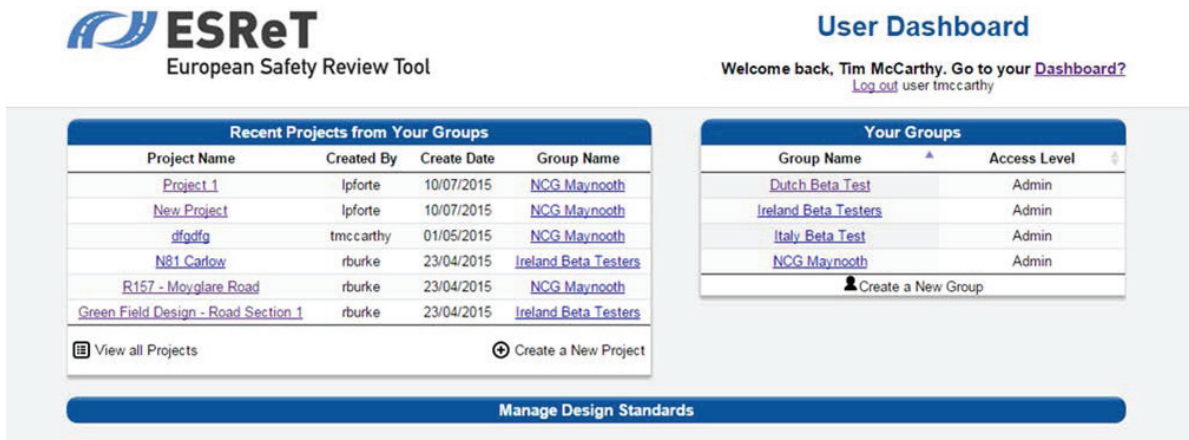 ESReT
European Safety Review Tool
User Dashboard
Welcome back, Tim McCarthy. Go to your Dashboard?
Log out user tmccarthy
Recent Projects from Your Groups
Project Name Created By Create Date Group Name
Project 1 lpforte 10/07/2015 NCG Maynooth
New Project lpforte 10/07/2015 NCG Maynooth
dfgdfg tmccarthy 01/05/2015 NCG Maynooth
N81 Carlow rburke 23/04/2015 Ireland Beta Testers
R157 - Moyglare Road rburke 23/04/2015 NCG Maynooth
Green Field Design - Road Section 1 rburke 23/04/2015 Ireland Beta Testers
View all Projects Create a New Project
Your Groups
Group Name Access Level
Dutch Beta Test Admin
Ireland Beta Testers Admin
Italy Beta Test Admin
NCG Maynooth Admin
Create a New Group
Manage Design Standards